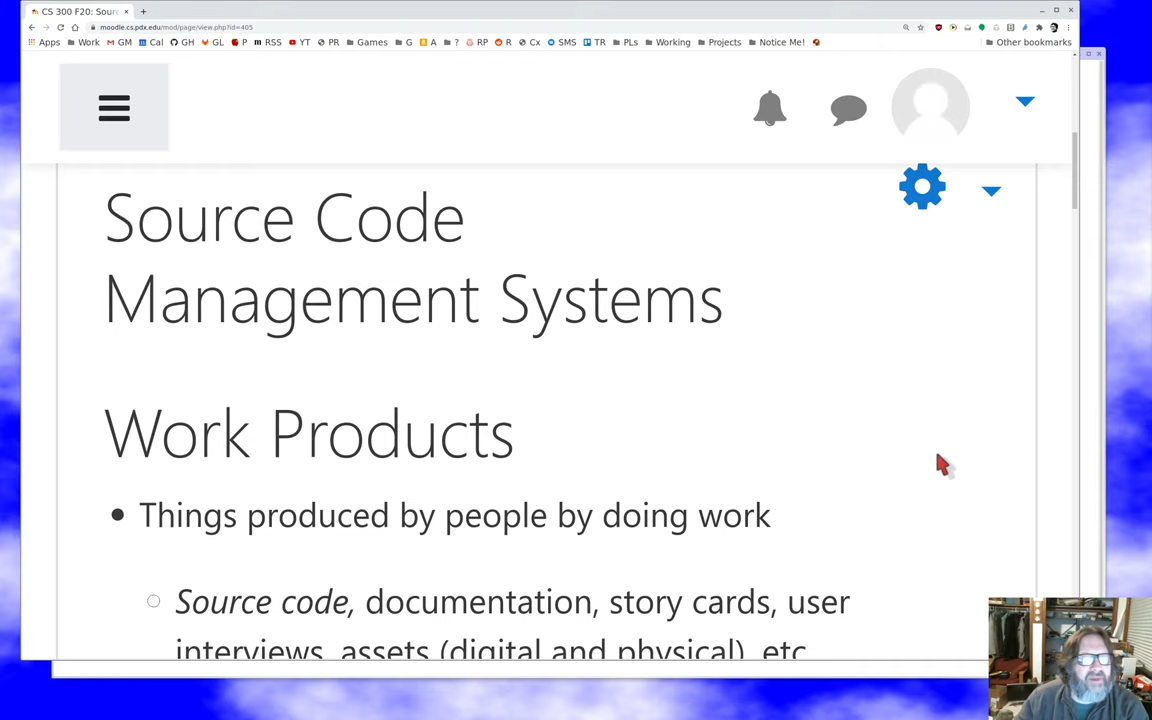 CS 300 F20: Sourc
moodle.cs.pdx.edu/mod/page/view.php?id=405
Apps Work GM Cal GH GL P RSS YT PR Games G A ? RP R Cx SMS TR PLs Working Projects Notice Me! Other bookmarks
Source Code
Management Systems
Work Products
Things produced by people by doing work
Source code, documentation, story cards, user
interviews, assets (digital and physical), etc